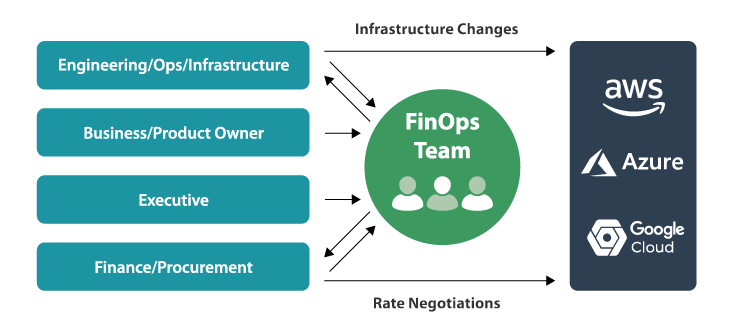 Infrastructure Changes
Engineering/Ops/Infrastructure
Business/Product Owner
Executive
Finance/Procurement
FinOps
Team
aws
Azure
Google
Cloud
Rate Negotiations